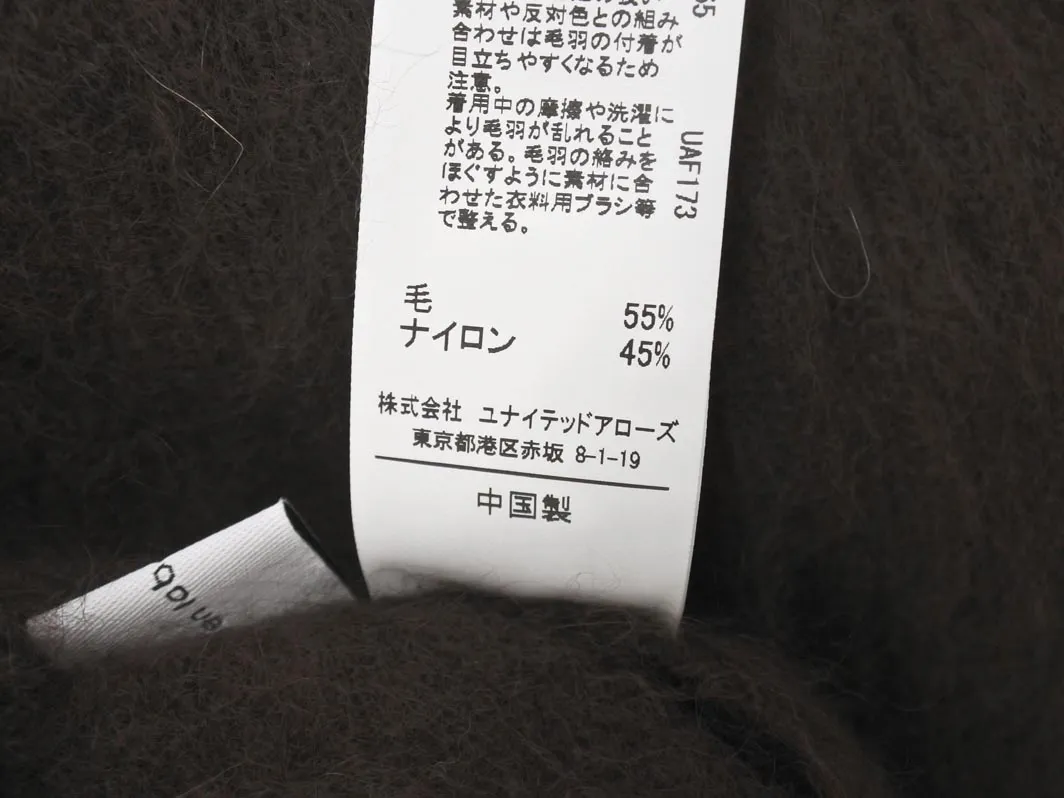 素材や反対色との組み
合わせは毛羽の付着が
目立ちやすくなるため
注意。
着用中の摩擦や洗濯に
より毛羽が乱れること
がある。毛羽の絡みを
ほぐすように素材に合
わせた衣料用ブラシ等
で整える。
UAF173
毛 55%
ナイロン 45%
株式会社 ユナイテッドアローズ
東京都港区赤坂 8-1-19
中国製